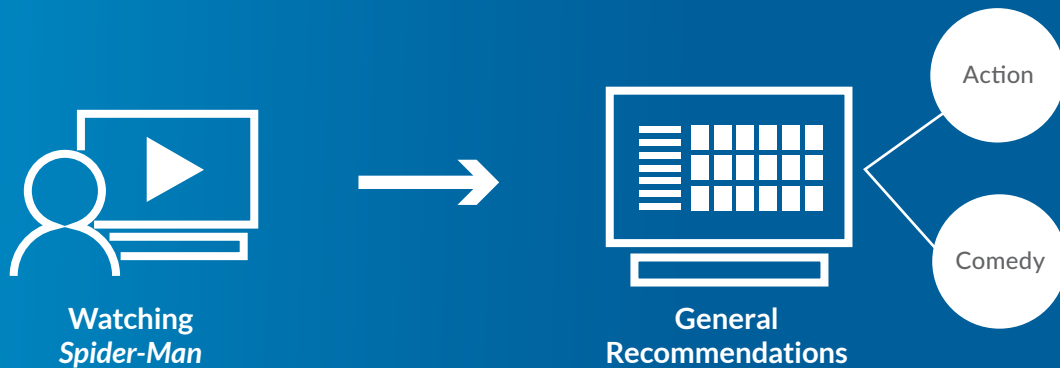 Action
Comedy
Watching
Spider-Man
General
Recommendations